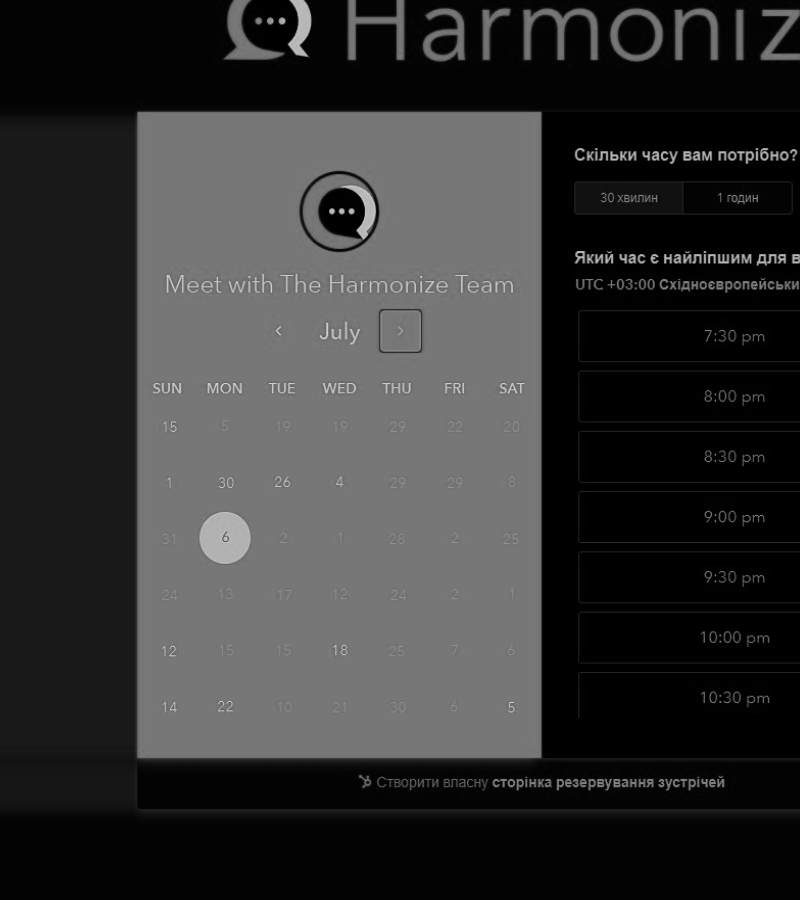 Harmoniz
Meet with The Harmonize Team
July
SUN MON TUE WED THU FRI SAT
15 5 19 19 29 22 20
1 30 26 4 29 29 8
31 6 2 1 28 2 25
24 13 17 12 24 2 1
12 15 15 18 25 7 6
14 22 10 21 30 6 5
Скільки часу вам потрібно?
30 хвилин 1 годин
Який час є найліпшим для в
UTC +03:00 Східноєвропейськи
7:30 pm
8:00 pm
8:30 pm
9:00 pm
9:30 pm
10:00 pm
10:30 pm
Створити власну сторінка резервування зустрічей